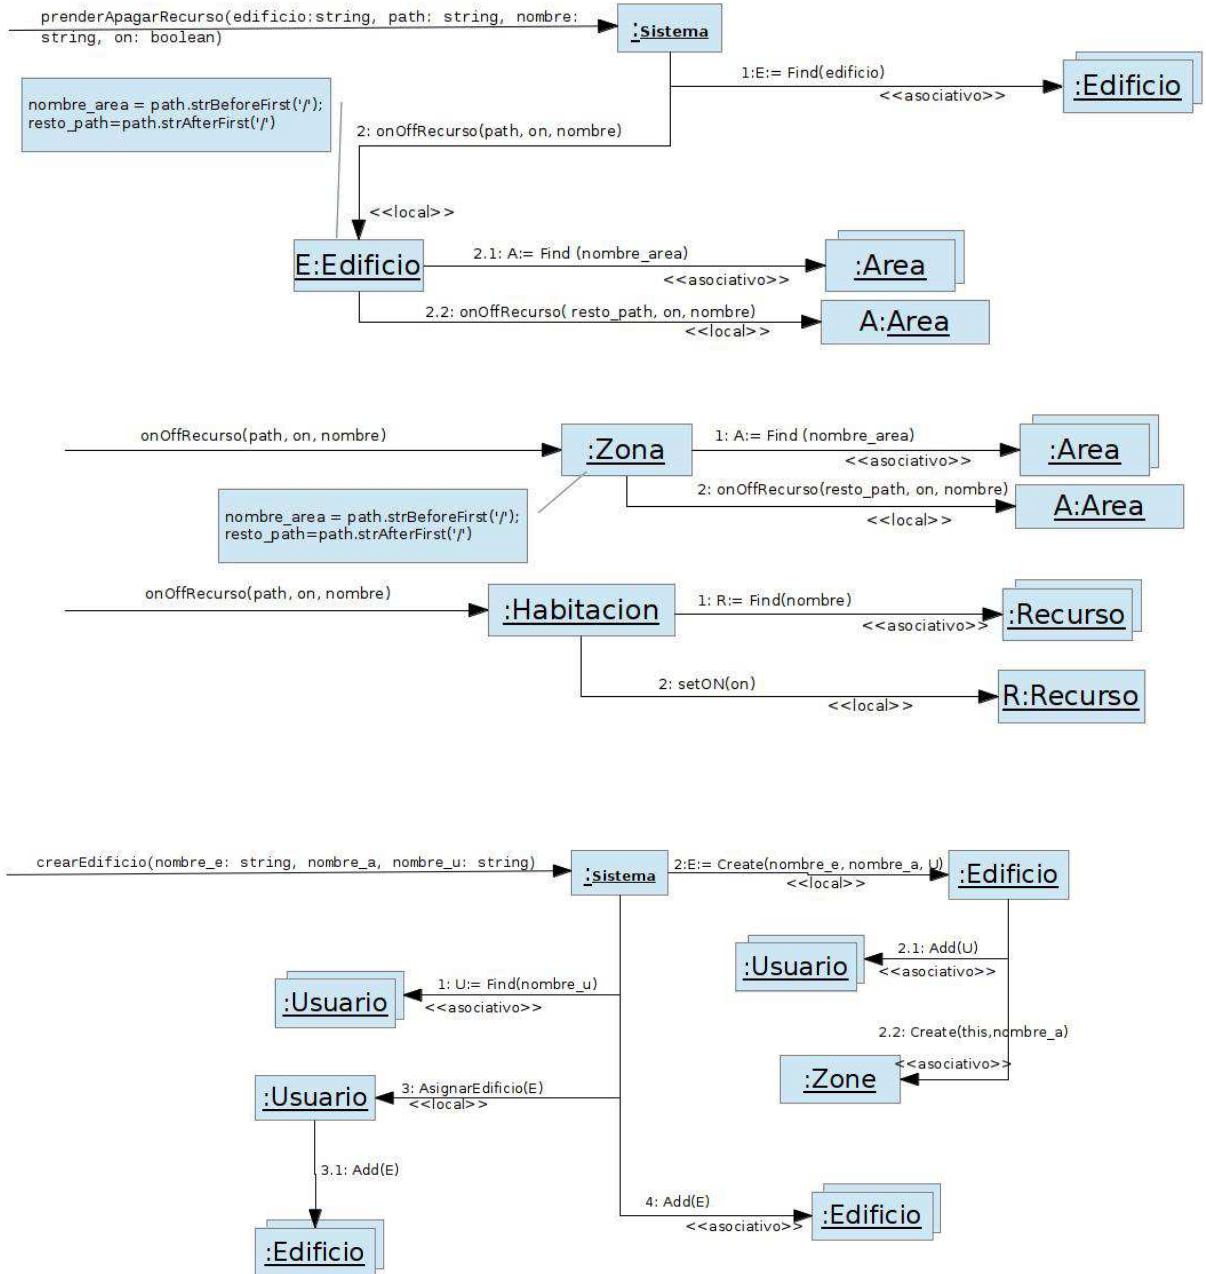 prenderApagarRecurso(edificio:string, path: string, nombre:
string, on: boolean)
:Sistema
1:E:= Find(edificio)
<<asociativo>>
:Edificio
nombre_area = path.strBeforeFirst('/');
resto_path=path.strAfterFirst('/')
2: onOffRecurso(path, on, nombre)
<<local>>
E:Edificio
2.1: A:= Find (nombre_area)
<<asociativo>>
:Area
2.2: onOffRecurso( resto_path, on, nombre)
<<local>>
A:Area
onOffRecurso(path, on, nombre)
:Zona
1: A:= Find (nombre_area)
<<asociativo>>
:Area
2: onOffRecurso(resto_path, on, nombre)
<<local>>
A:Area
nombre_area = path.strBeforeFirst('/');
resto_path=path.strAfterFirst('/')
onOffRecurso(path, on, nombre)
:Habitacion
1: R:= Find(nombre)
<<asociativo>>
:Recurso
2: setON(on)
<<local>>
R:Recurso
crearEdificio(nombre_e: string, nombre_a, nombre_u: string)
:Sistema
2:E:= Create(nombre_e, nombre_a, U)
<<local>>
:Edificio
2.1: Add(U)
<<asociativo>>
:Usuario
1: U:= Find(nombre_u)
<<asociativo>>
:Usuario
2.2: Create(this,nombre_a)
<<asociativo>>
:Zone
3: AsignarEdificio(E)
<<local>>
:Usuario
3.1: Add(E)
:Edificio
4: Add(E)
<<asociativo>>
:Edificio